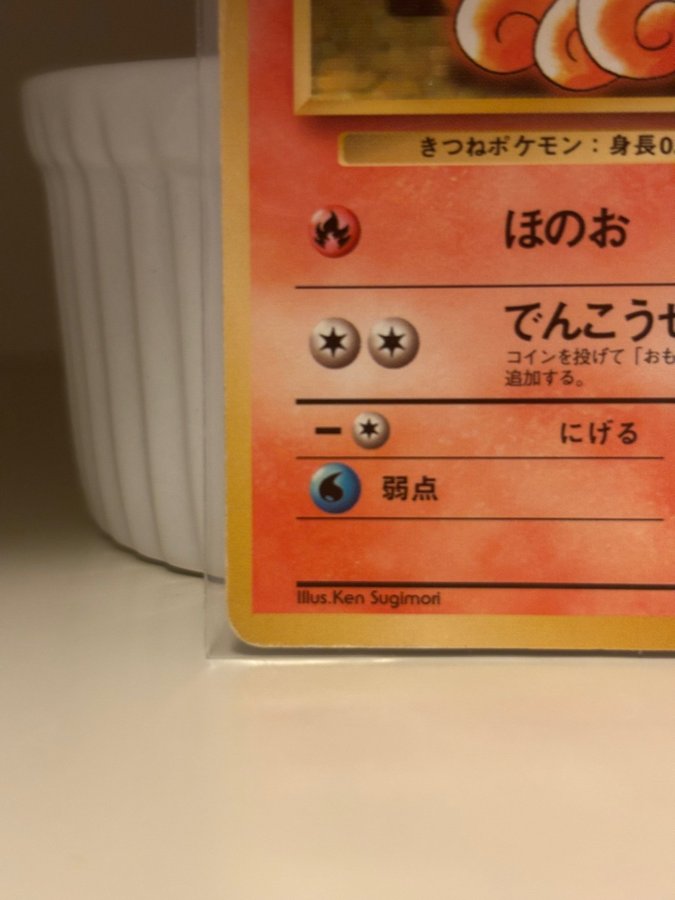 きつねポケモン：身長0.
ほのお
でんこうせ
コインを投げて「おも
追加する。
にげる
弱点
Illus.Ken Sugimori